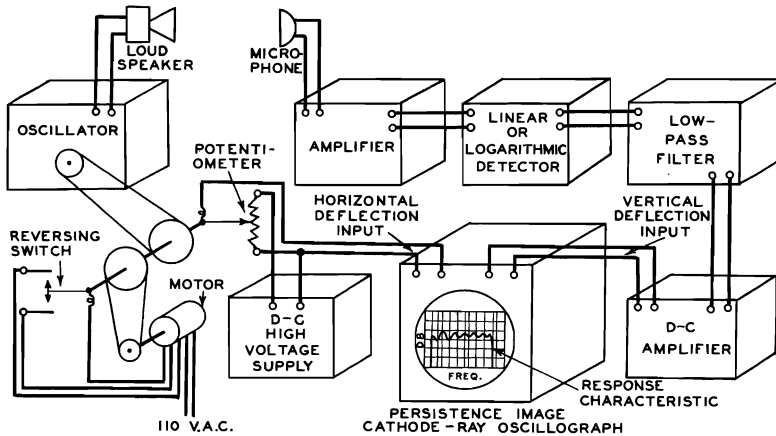 LOUD
SPEAKER
MICRO-
PHONE
OSCILLATOR
POTENTI-
OMETER
AMPLIFIER
LINEAR
OR
LOGARITHMIC
DETECTOR
LOW-
PASS
FILTER
HORIZONTAL
DEFLECTION
INPUT
VERTICAL
DEFLECTION
INPUT
REVERSING
SWITCH
MOTOR
D-C
HIGH
VOLTAGE
SUPPLY
DB
FREQ.
D-C
AMPLIFIER
RESPONSE
CHARACTERISTIC
110 V.A.C.
PERSISTENCE IMAGE
CATHODE-RAY OSCILLOGRAPH